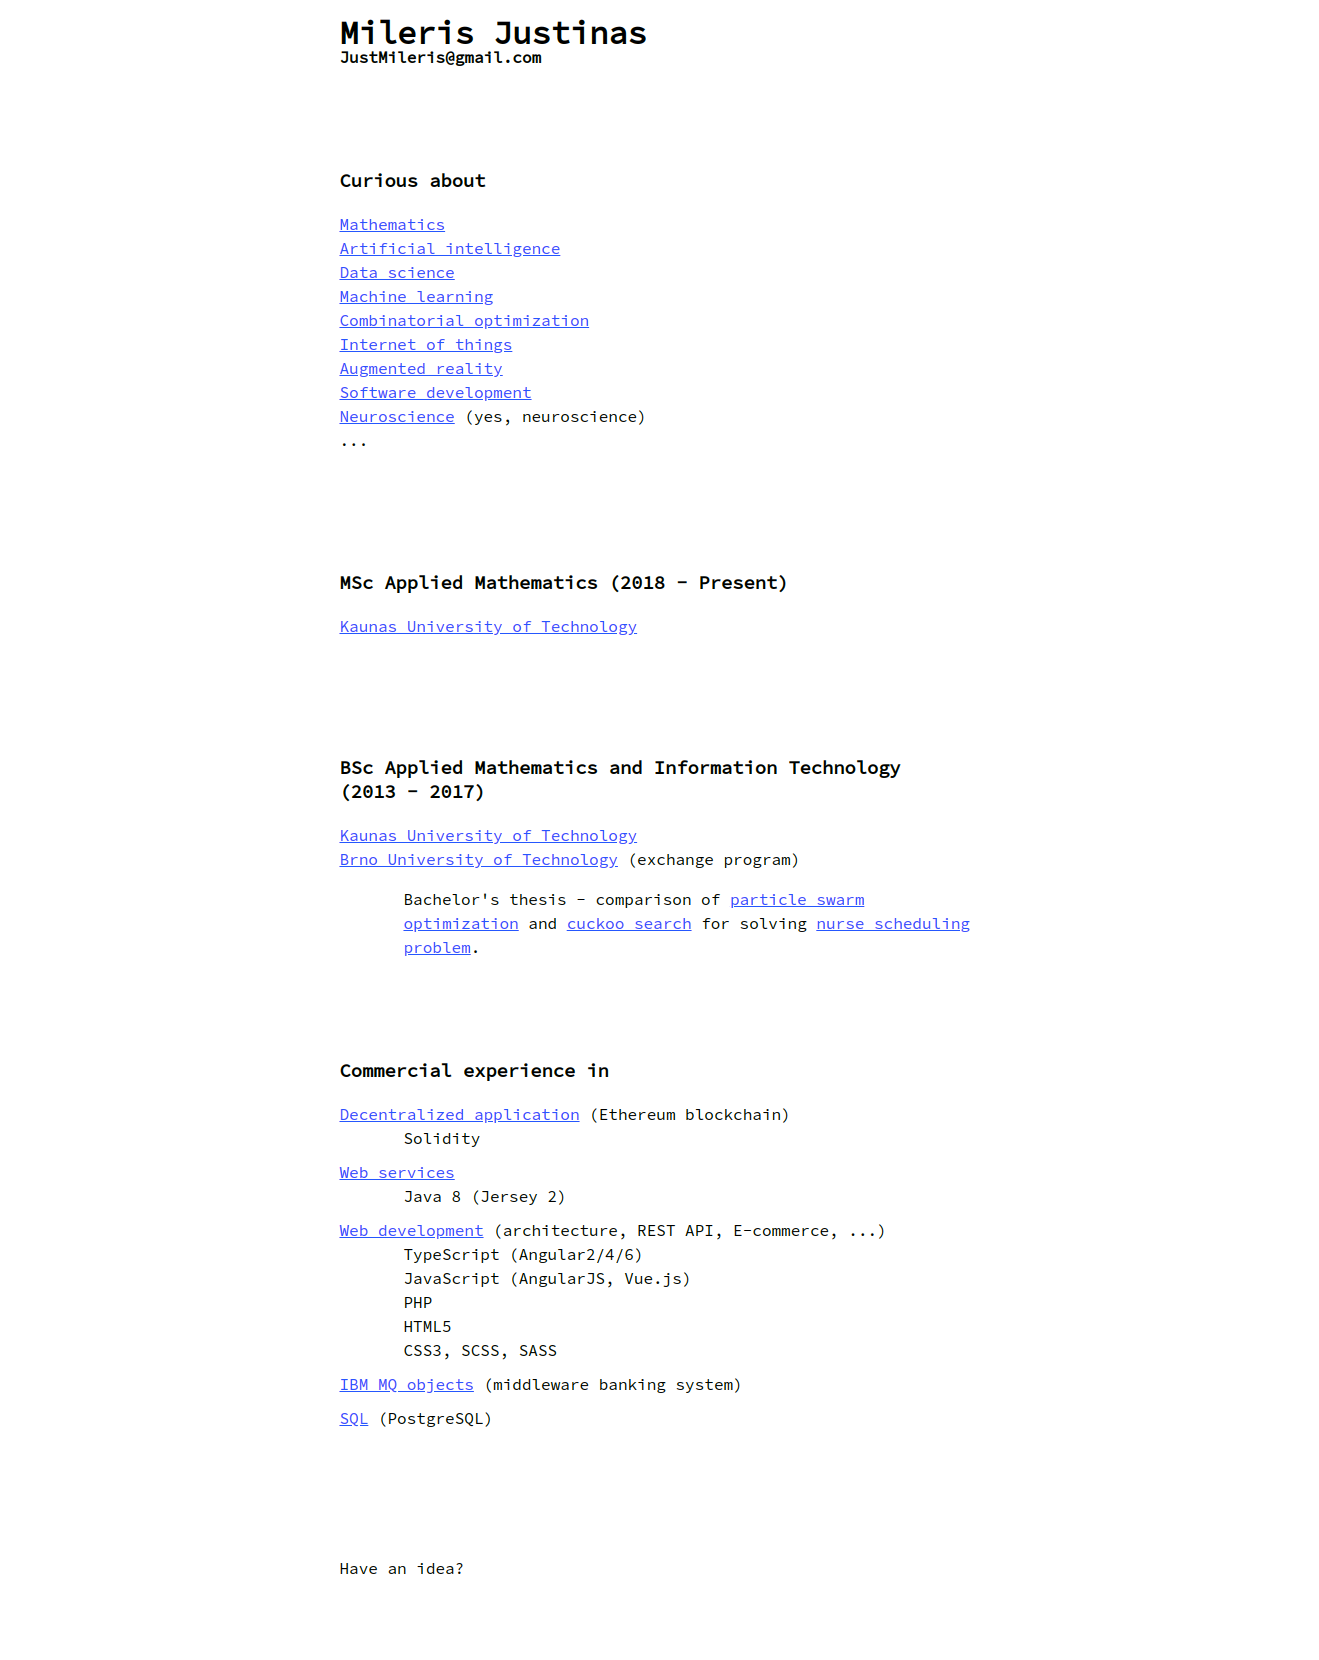 Mileris Justinas
JustMileris@gmail.com
Curious about
Mathematics
Artificial intelligence
Data science
Machine learning
Combinatorial optimization
Internet of things
Augmented reality
Software development
Neuroscience (yes, neuroscience)
...
MSc Applied Mathematics (2018 - Present)
Kaunas University of Technology
BSc Applied Mathematics and Information Technology
(2013 - 2017)
Kaunas University of Technology
Brno University of Technology (exchange program)
Bachelor's thesis - comparison of particle swarm
optimization and cuckoo search for solving nurse scheduling
problem.
Commercial experience in
Decentralized application (Ethereum blockchain)
Solidity
Web services
Java 8 (Jersey 2)
Web development (architecture, REST API, E-commerce, ...)
TypeScript (Angular2/4/6)
JavaScript (AngularJS, Vue.js)
PHP
HTML5
CSS3, SCSS, SASS
IBM MQ objects (middleware banking system)
SQL (PostgreSQL)
Have an idea?